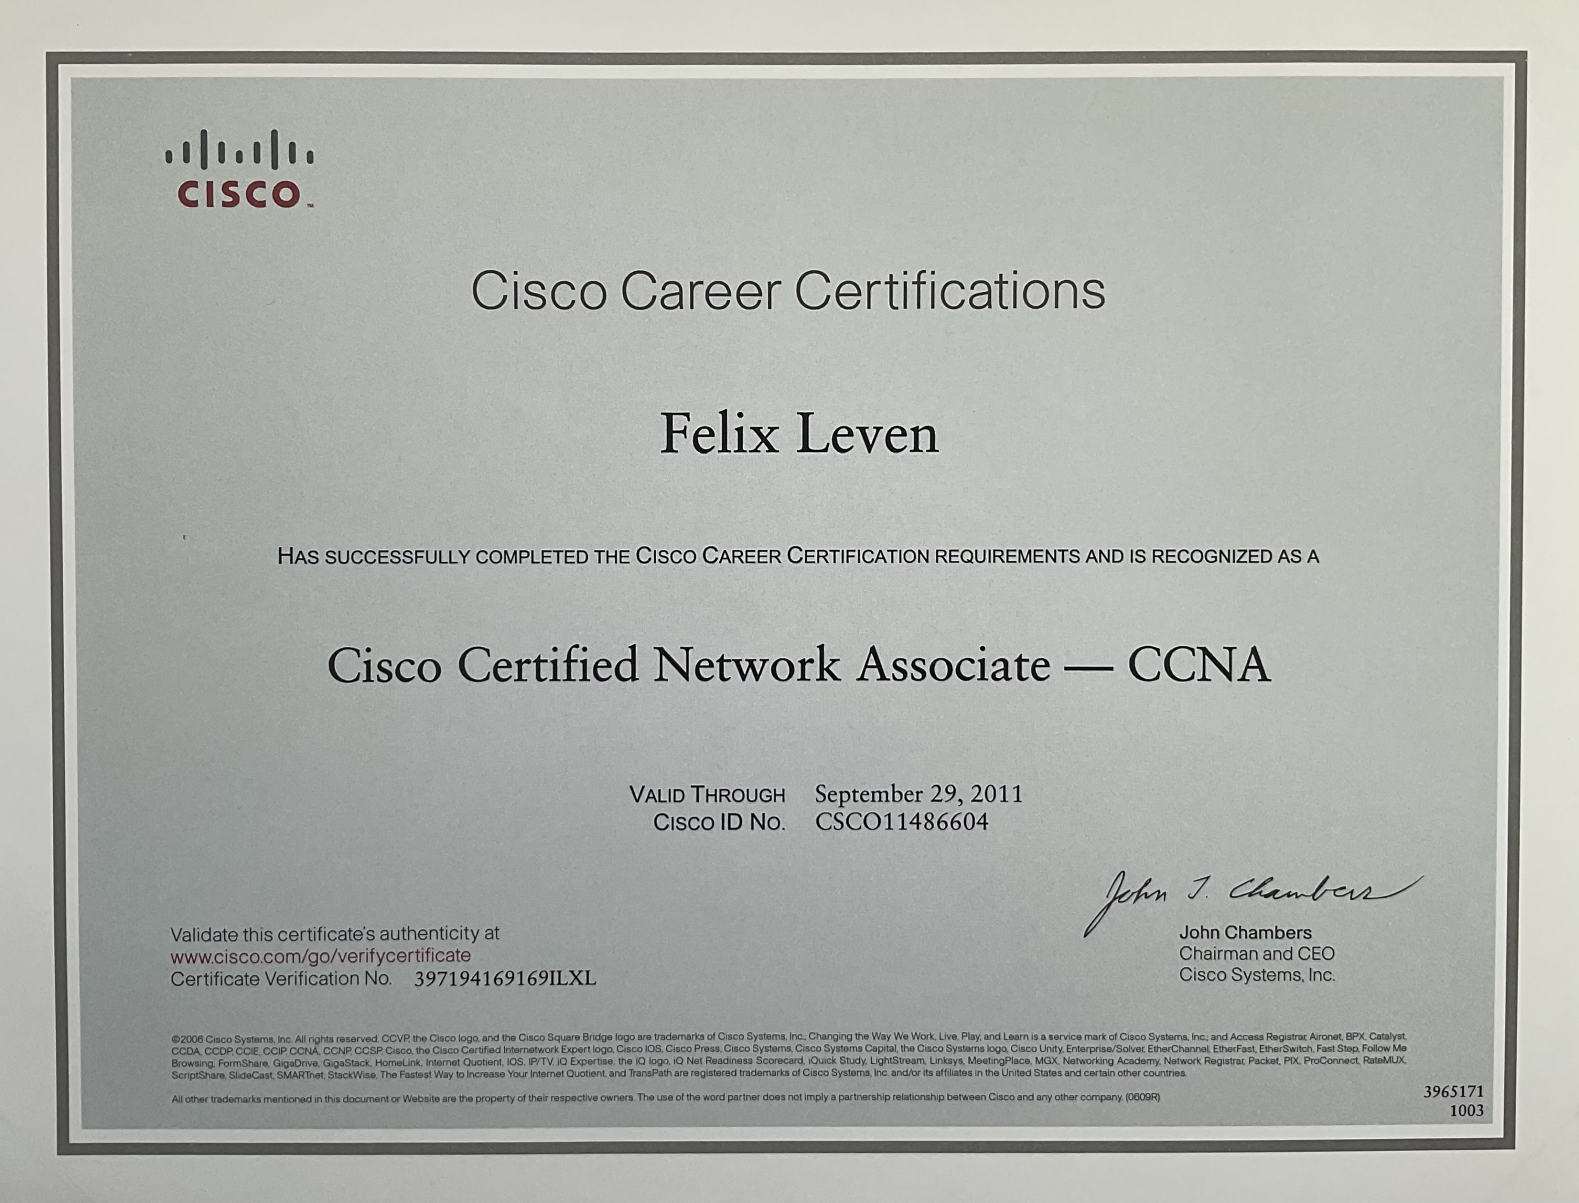 CISCO™
Cisco Career Certifications
Felix Leven
HAS SUCCESSFULLY COMPLETED THE CISCO CAREER CERTIFICATION REQUIREMENTS AND IS RECOGNIZED AS A
Cisco Certified Network Associate — CCNA
VALID THROUGH September 29, 2011
CISCO ID NO. CSCO11486604
John T. Chambers
John Chambers
Chairman and CEO
Cisco Systems, Inc.
Validate this certificate's authenticity at
www.cisco.com/go/verifycertificate
Certificate Verification No. 397194169169ILXL
©2006 Cisco Systems, Inc. All rights reserved. CCVP, the Cisco logo, and the Cisco Square Bridge logo are trademarks of Cisco Systems, Inc.; Changing the Way We Work, Live, Play, and Learn is a service mark of Cisco Systems, Inc.; and Access Registrar, Aironet, BPX, Catalyst,
CCDA, CCDP, CCIE, CCIP, CCNA, CCNP, CCSP, Cisco, the Cisco Certified Internetwork Expert logo, Cisco IOS, Cisco Press, Cisco Systems, Cisco Systems Capital, the Cisco Systems logo, Cisco Unity, Enterprise/Solver, EtherChannel, EtherFast, EtherSwitch, Fast Step, Follow Me
Browsing, FormShare, GigaDrive, GigaStack, HomeLink, Internet Quotient, IOS, IP/TV, iQ Expertise, the iQ logo, iQ Net Readiness Scorecard, iQuick Study, LightStream, Linksys, MeetingPlace, MGX, Networking Academy, Network Registrar, Packet, PIX, ProConnect, RateMUX,
ScriptShare, SlideCast, SMARTnet, StackWise, The Fastest Way to Increase Your Internet Quotient, and TransPath are registered trademarks of Cisco Systems, Inc. and/or its affiliates in the United States and certain other countries.
All other trademarks mentioned in this document or Website are the property of their respective owners. The use of the word partner does not imply a partnership relationship between Cisco and any other company. (0609R)
3965171
1003